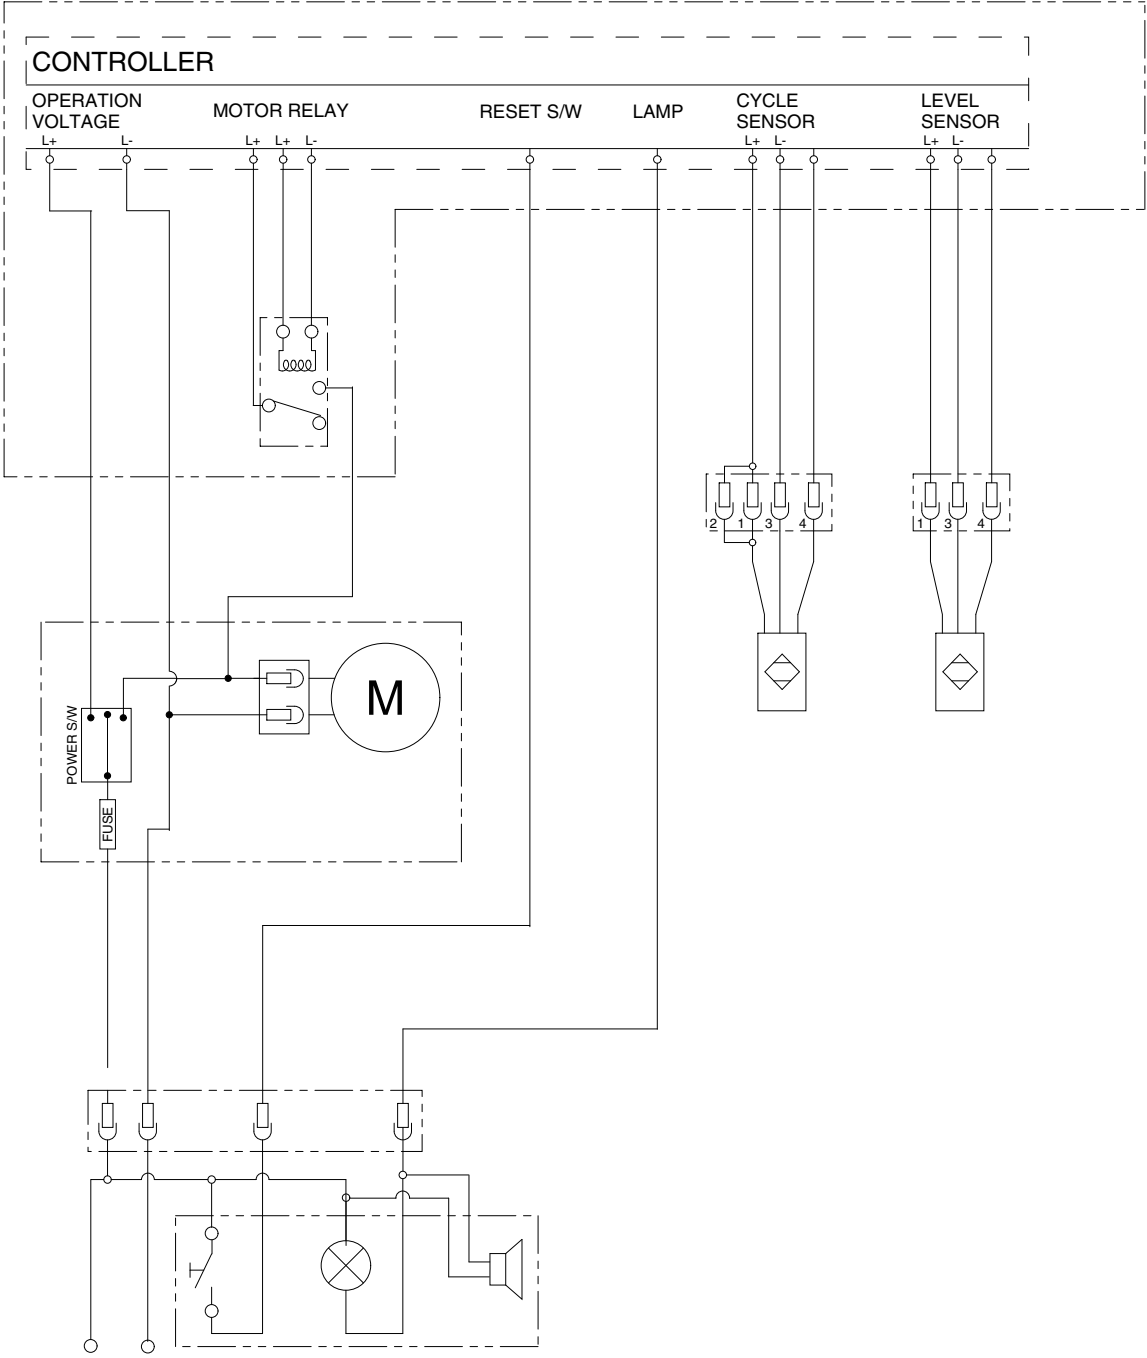 CONTROLLER
OPERATION
VOLTAGE
MOTOR RELAY
RESET S/W
LAMP
CYCLE
SENSOR
LEVEL
SENSOR
L+ L- L+ L+ L- L+ L- L+ L-
2 1 3 4 1 3 4
M
POWER S/W
FUSE